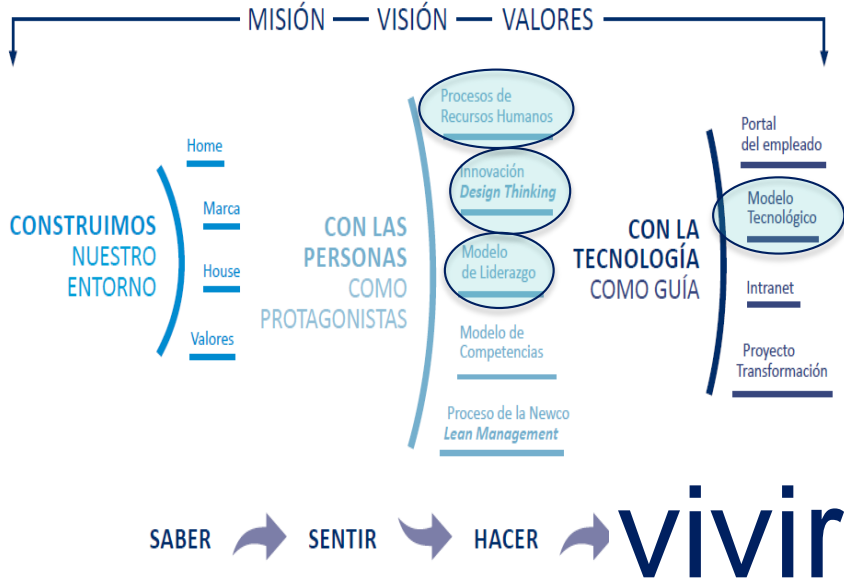 MISIÓN — VISIÓN — VALORES
CONSTRUIMOS
NUESTRO
ENTORNO
Home
Marca
House
Valores
CON LAS
PERSONAS
COMO
PROTAGONISTAS
Procesos de
Recursos Humanos
Innovación
Design Thinking
Modelo
de Liderazgo
Modelo de
Competencias
Proceso de la Newco
Lean Management
CON LA
TECNOLOGÍA
COMO GUÍA
Portal
del empleado
Modelo
Tecnológico
Intranet
Proyecto
Transformación
SABER SENTIR HACER vivir